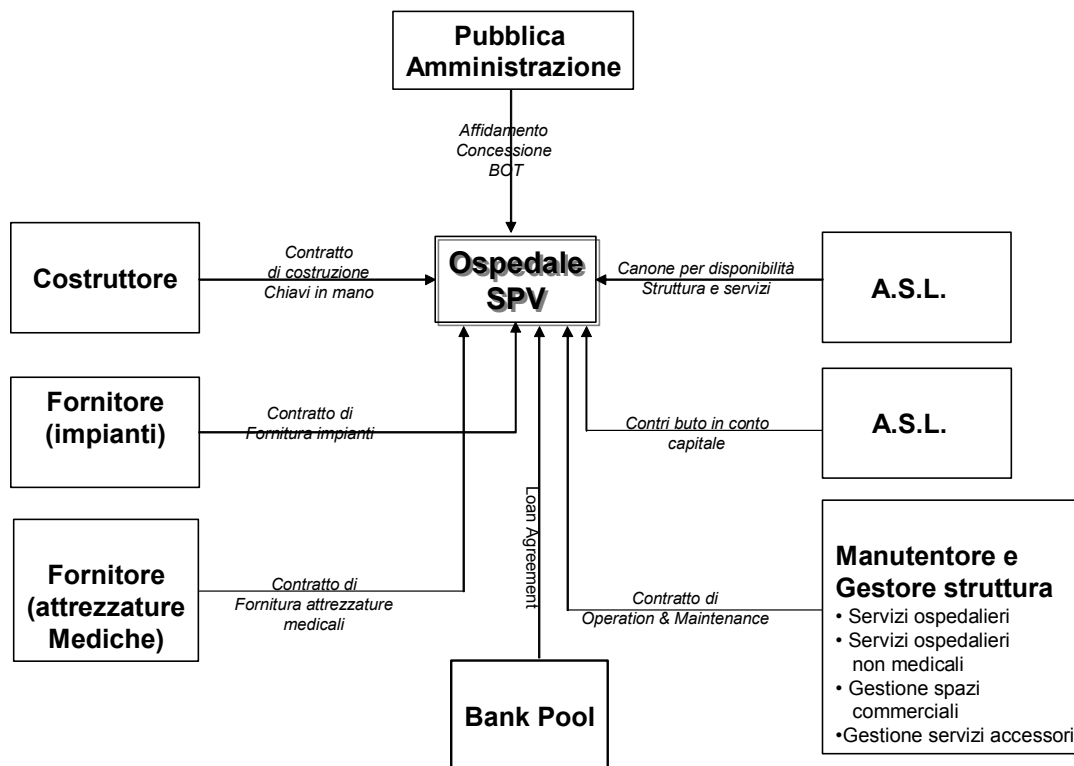 Pubblica
Amministrazione
Affidamento
Concessione
BOT
Costruttore
Contratto
di costruzione
Chiavi in mano
Ospedale
SPV
Canone per disponibilità
Struttura e servizi
A.S.L.
Fornitore
(impianti)
Contratto di
Fornitura impianti
Contri buto in conto
capitale
A.S.L.
Fornitore
(attrezzature
Mediche)
Contratto di
Fornitura attrezzature
medicali
Loan Agreement
Contratto di
Operation & Maintenance
Manutentore e
Gestore struttura
• Servizi ospedalieri
• Servizi ospedalieri
non medicali
• Gestione spazi
commerciali
•Gestione servizi accessori
Bank Pool